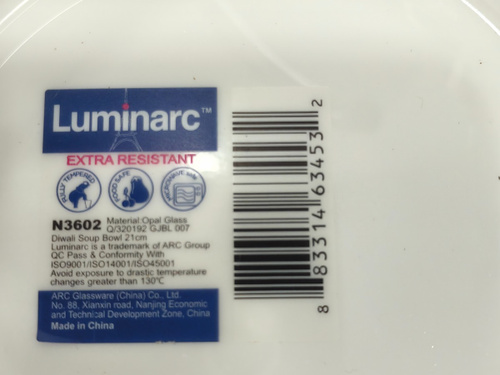 Luminarc™
EXTRA RESISTANT
FULLY TEMPERED
FOOD SAFE
MICROWAVE SAFE
N3602
Material:Opal Glass
Q/320192 GJBL 007
Diwali Soup Bowl 21cm
Luminarc is a trademark of ARC Group
QC Pass & Conformity With
ISO9001/ISO14001/ISO45001
Avoid exposure to drastic temperature
changes greater than 130℃
ARC Glassware (China) Co., Ltd.
No. 88, Xianxin road, Nanjing Economic
and Technical Development Zone, China
Made in China
8 83314 63453 2